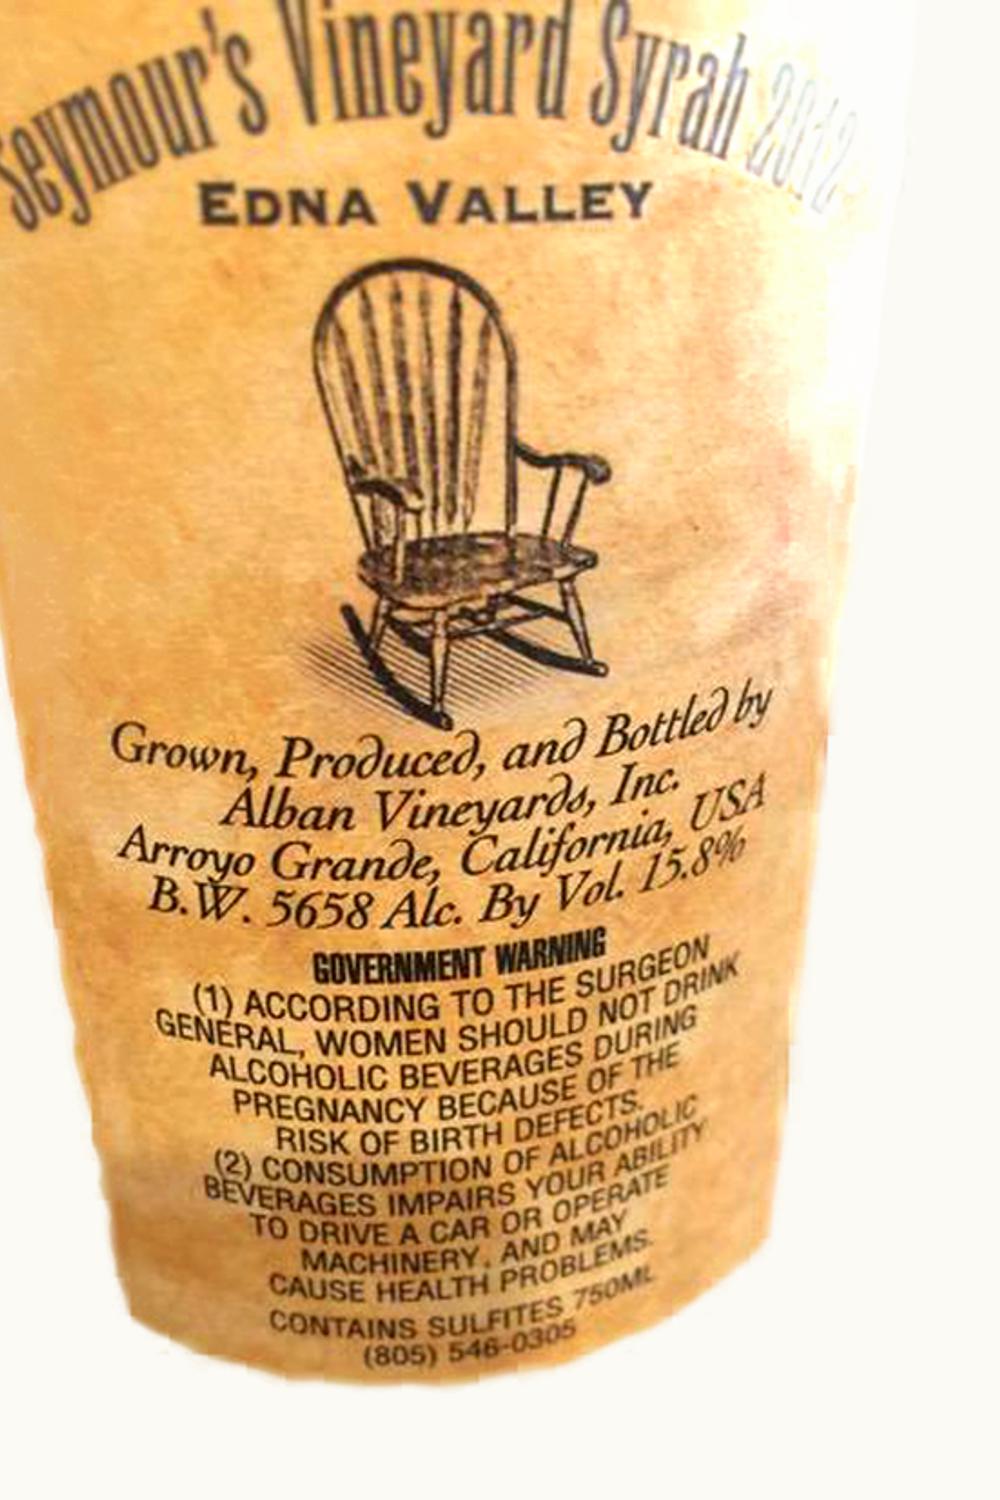 Seymour's Vineyard Syrah 2012
EDNA VALLEY
Grown, Produced, and Bottled by
Alban Vineyards, Inc.
Arroyo Grande, California, USA
B.W. 5658 Alc. By Vol. 15.8%
GOVERNMENT WARNING
(1) ACCORDING TO THE SURGEON
GENERAL, WOMEN SHOULD NOT DRINK
ALCOHOLIC BEVERAGES DURING
PREGNANCY BECAUSE OF THE
RISK OF BIRTH DEFECTS.
(2) CONSUMPTION OF ALCOHOLIC
BEVERAGES IMPAIRS YOUR ABILITY
TO DRIVE A CAR OR OPERATE
MACHINERY, AND MAY
CAUSE HEALTH PROBLEMS.
CONTAINS SULFITES 750ML
(805) 546-0305